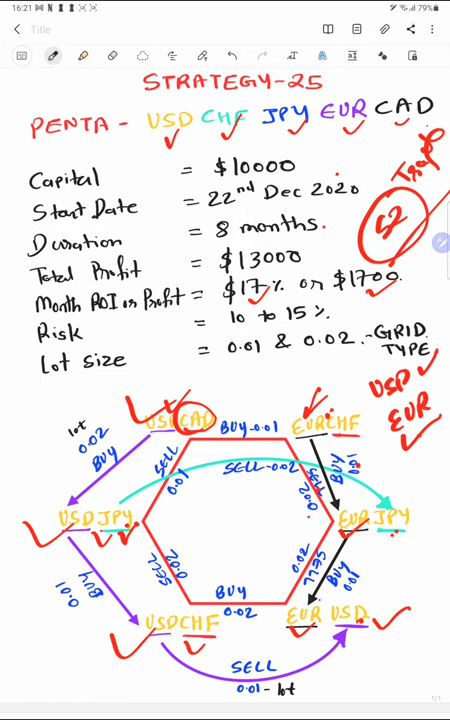 16:21
79%
Title
STRATEGY-25
PENTA - USD CHF JPY EUR CAD
Capital = $10000
Start Date = 22nd Dec 2020
Duration = 8 months.
Total Profit = $13000
Month ROI or Profit = $17% or $1700.
Risk = 10 to 15%
Lot size = 0.01 & 0.02.-GRID TYPE
52
USD
EUR
USDCAD
BUY-0.01
EURCHF
lot
0.02
BUY
SELL
0.01
SELL-0.02
SELL
0.02
BUY
0.01
USDJPY
EURJPY
BUY
0.01
SELL
0.02
0.02
SELL
BUY
0.01
BUY
0.02
USDCHF
EUR USD
SELL
0.01 - lot
1/1